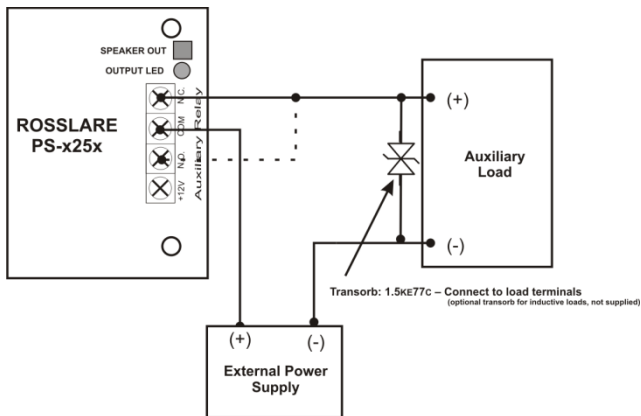 SPEAKER OUT
OUTPUT LED
ROSSLARE
PS-x25x
N.C.
COM
N.O.
+12V
Auxiliary Relay
(+)
Auxiliary
Load
(-)
Transorb: 1.5KE77C – Connect to load terminals
(optional transorb for inductive loads, not supplied)
(+)
(-)
External Power
Supply